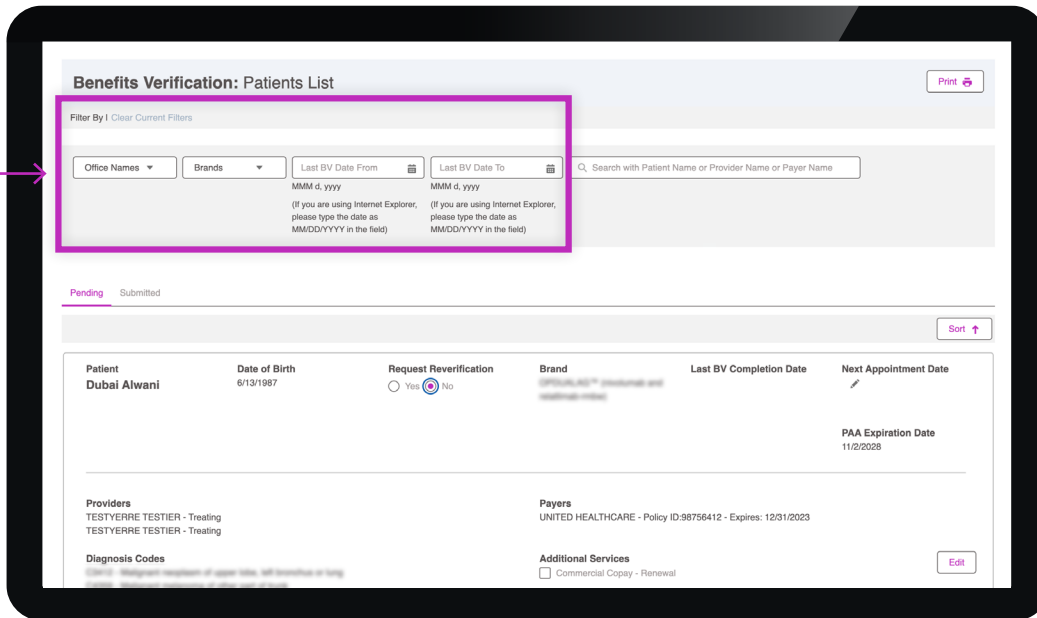 Benefits Verification: Patients List
Print
Filter By I Clear Current Filters
Office Names
Brands
Last BV Date From
Last BV Date To
Search with Patient Name or Provider Name or Payer Name
MMM d, yyyy
(If you are using Internet Explorer,
please type the date as
MM/DD/YYYY in the field)
MMM d, yyyy
(If you are using Internet Explorer,
please type the date as
MM/DD/YYYY in the field)
Pending Submitted
Sort
Patient
Dubai Alwani
Date of Birth
6/13/1987
Request Reverification
Yes No
Brand
Last BV Completion Date
Next Appointment Date
PAA Expiration Date
11/2/2028
Providers
TESTYERRE TESTIER - Treating
TESTYERRE TESTIER - Treating
Payers
UNITED HEALTHCARE - Policy ID:98756412 - Expires: 12/31/2023
Diagnosis Codes
Additional Services
Commercial Copay - Renewal
Edit